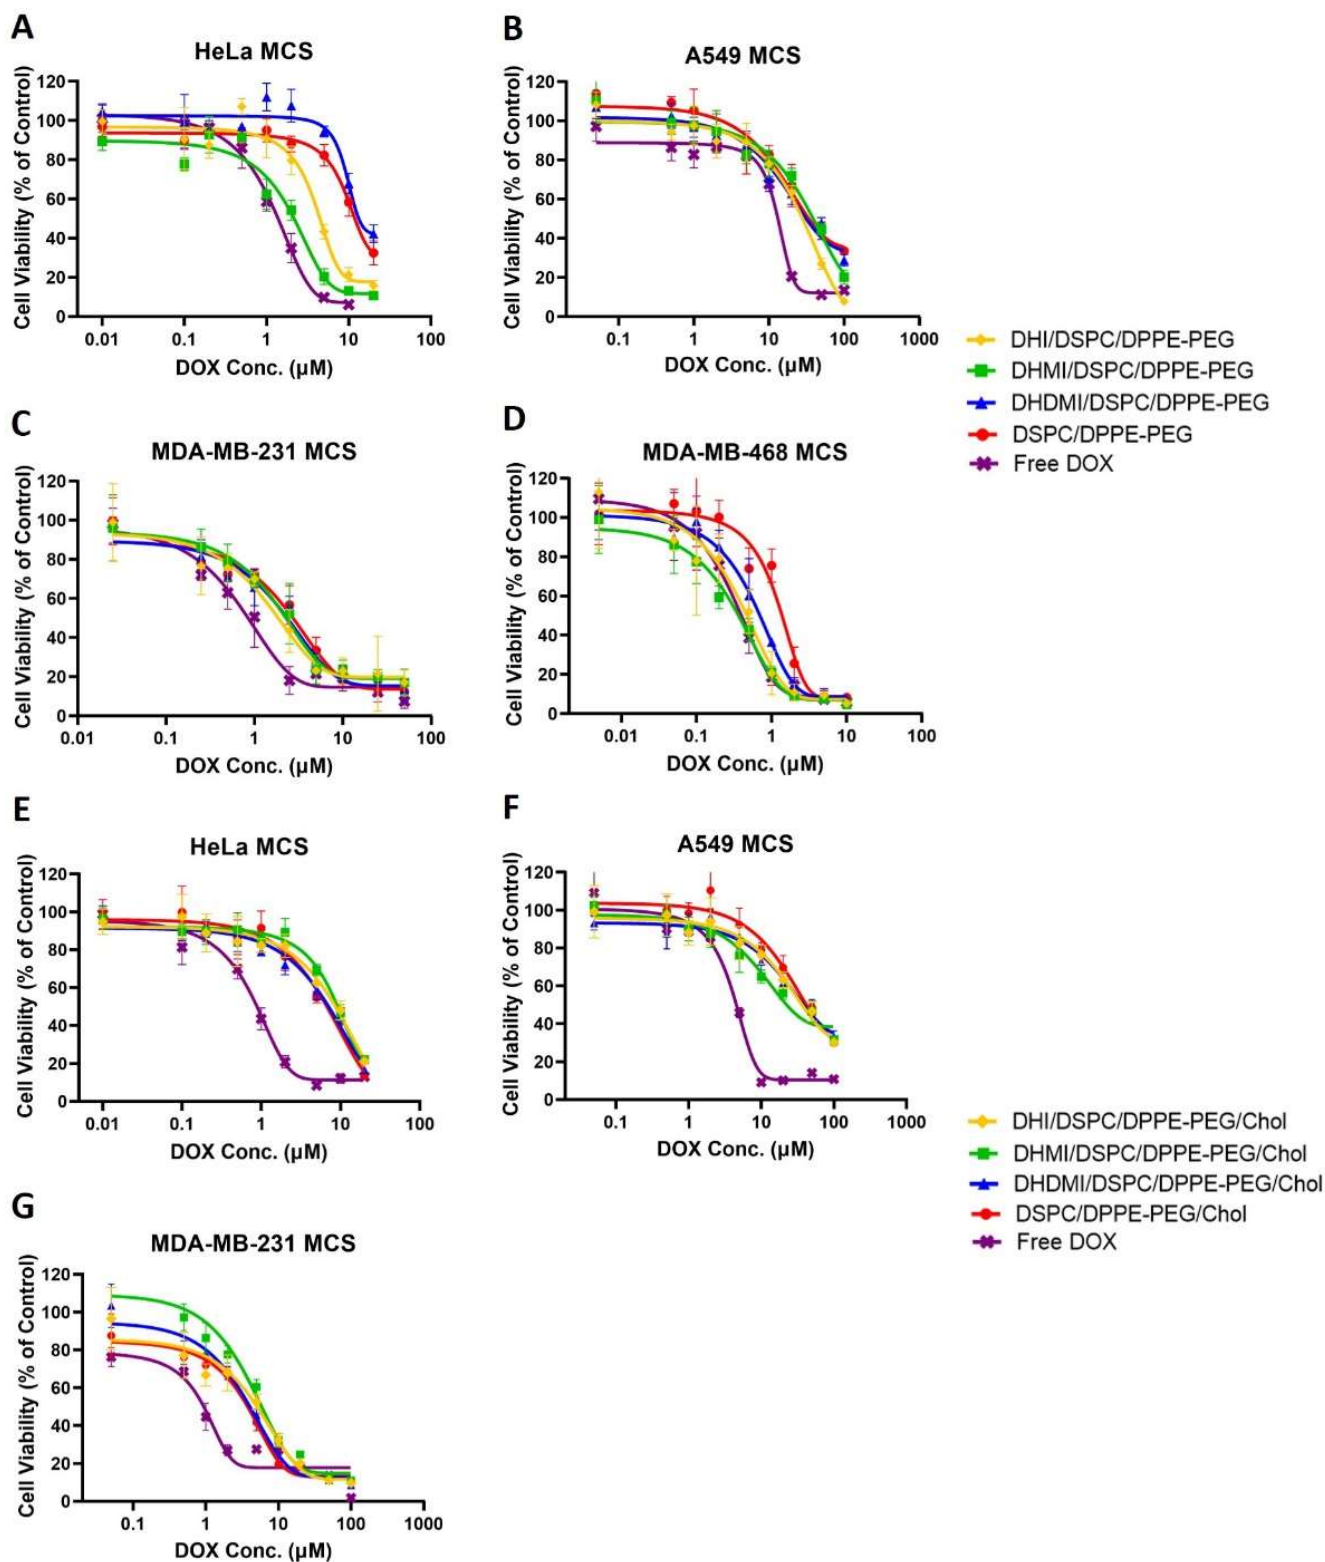 A
HeLa MCS
Cell Viability (% of Control)
120
100
80
60
40
20
0
0.01
0.1
1
10
100
DOX Conc. (μM)
B
A549 MCS
Cell Viability (% of Control)
120
100
80
60
40
20
0
0.1
1
10
100
1000
DOX Conc. (μM)
DHI/DSPC/DPPE-PEG
DHMI/DSPC/DPPE-PEG
DHDMI/DSPC/DPPE-PEG
DSPC/DPPE-PEG
Free DOX
C
MDA-MB-231 MCS
Cell Viability (% of Control)
120
100
80
60
40
20
0
0.01
0.1
1
10
100
DOX Conc. (μM)
D
MDA-MB-468 MCS
Cell Viability (% of Control)
120
100
80
60
40
20
0
0.01
0.1
1
10
100
DOX Conc. (μM)
E
HeLa MCS
Cell Viability (% of Control)
120
100
80
60
40
20
0
0.01
0.1
1
10
100
DOX Conc. (μM)
F
A549 MCS
Cell Viability (% of Control)
120
100
80
60
40
20
0
0.1
1
10
100
1000
DOX Conc. (μM)
DHI/DSPC/DPPE-PEG/Chol
DHMI/DSPC/DPPE-PEG/Chol
DHDMI/DSPC/DPPE-PEG/Chol
DSPC/DPPE-PEG/Chol
Free DOX
G
MDA-MB-231 MCS
Cell Viability (% of Control)
120
100
80
60
40
20
0
0.1
1
10
100
1000
DOX Conc. (μM)